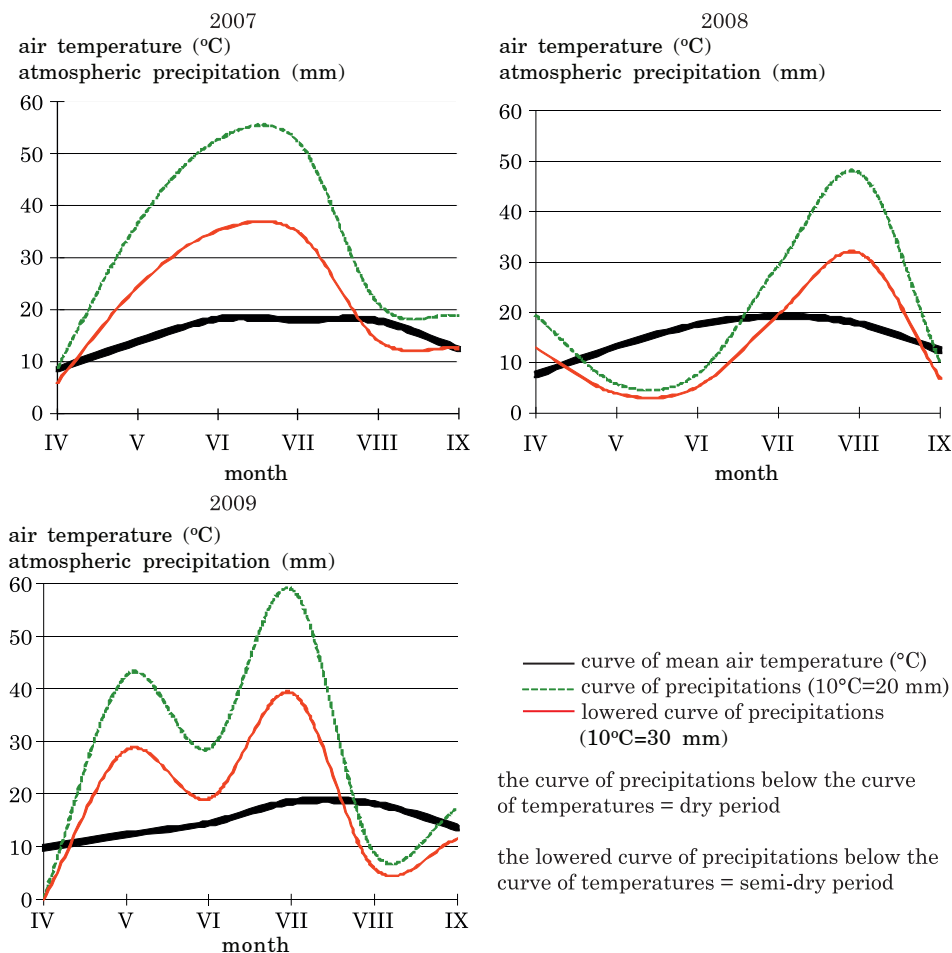 2007
air temperature (°C)
atmospheric precipitation (mm)
60
50
40
30
20
10
0
IV V VI VII VIII IX
month
2008
air temperature (°C)
atmospheric precipitation (mm)
60
50
40
30
20
10
0
IV V VI VII VIII IX
month
2009
air temperature (°C)
atmospheric precipitation (mm)
60
50
40
30
20
10
0
IV V VI VII VIII IX
month
curve of mean air temperature (°C)
curve of precipitations (10°C=20 mm)
lowered curve of precipitations
(10°C=30 mm)
the curve of precipitations below the curve
of temperatures = dry period
the lowered curve of precipitations below the
curve of temperatures = semi-dry period